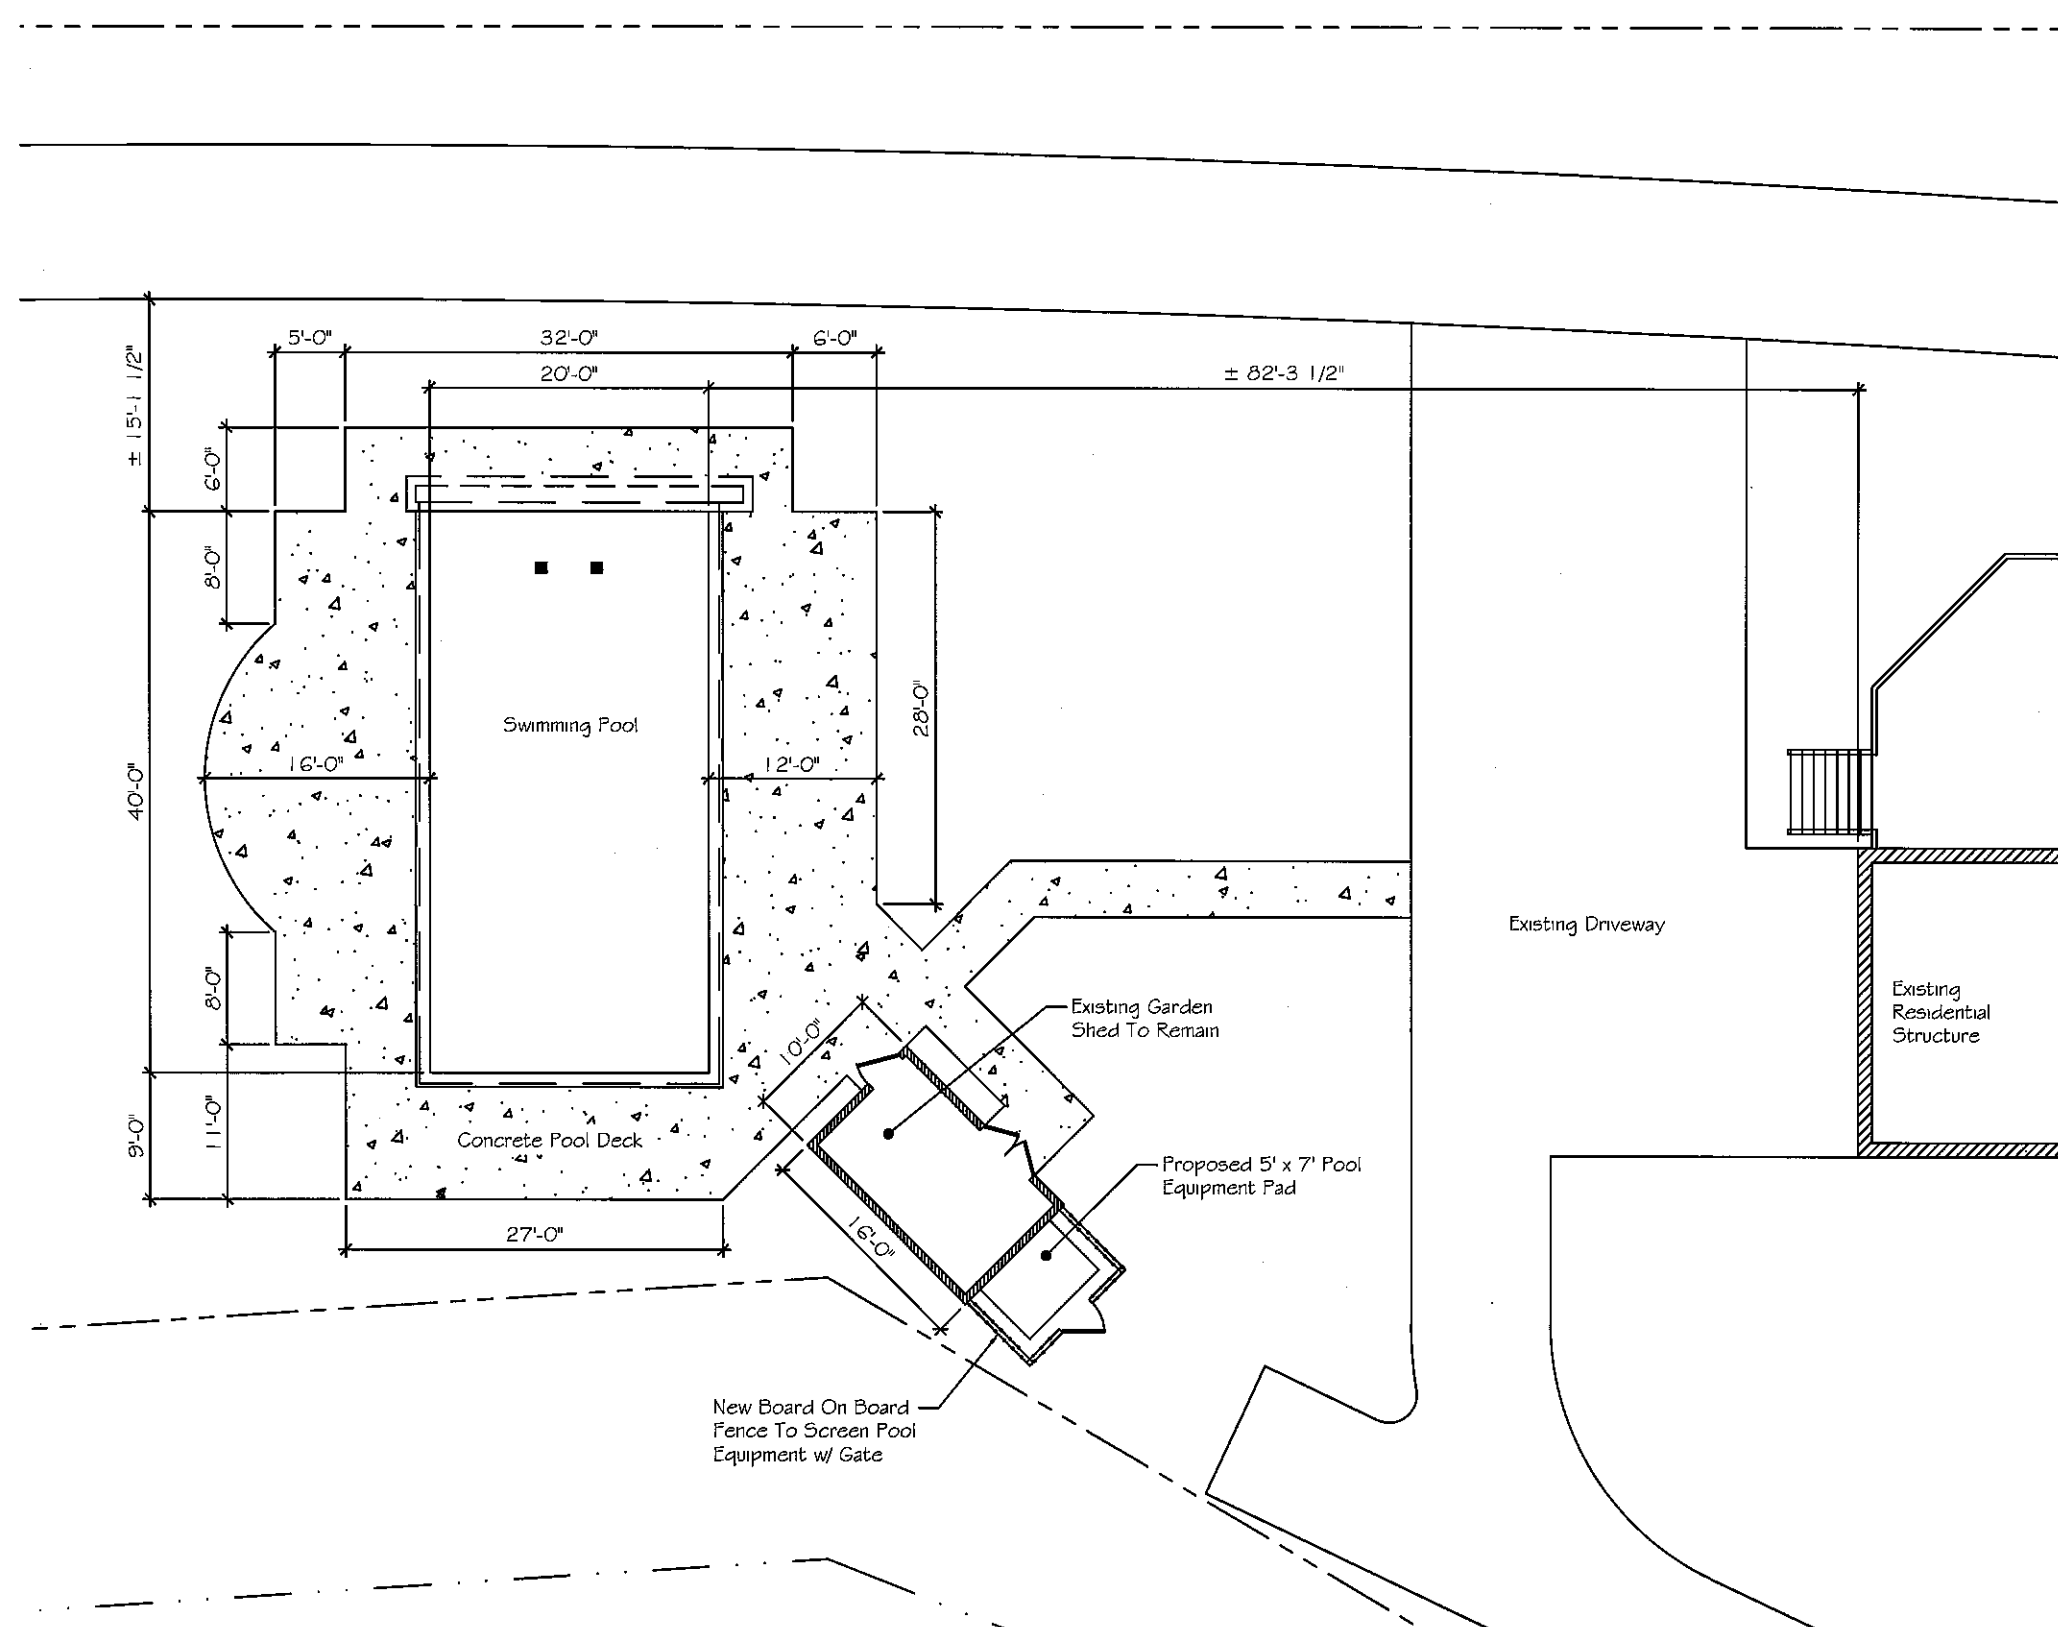 5'-0"
32'-0"
6'-0"
20'-0"
± 82'-3 1/2"
± 15'-1 1/2"
6'-0"
8'-0"
28'-0"
Swimming Pool
16'-0"
12'-0"
40'-0"
Existing Driveway
8'-0"
Existing
Residential
Structure
Existing Garden
Shed To Remain
10'-0"
9'-0"
11'-0"
Concrete Pool Deck
Proposed 5' x 7' Pool
Equipment Pad
27'-0"
16'-0"
New Board On Board
Fence To Screen Pool
Equipment w/ Gate